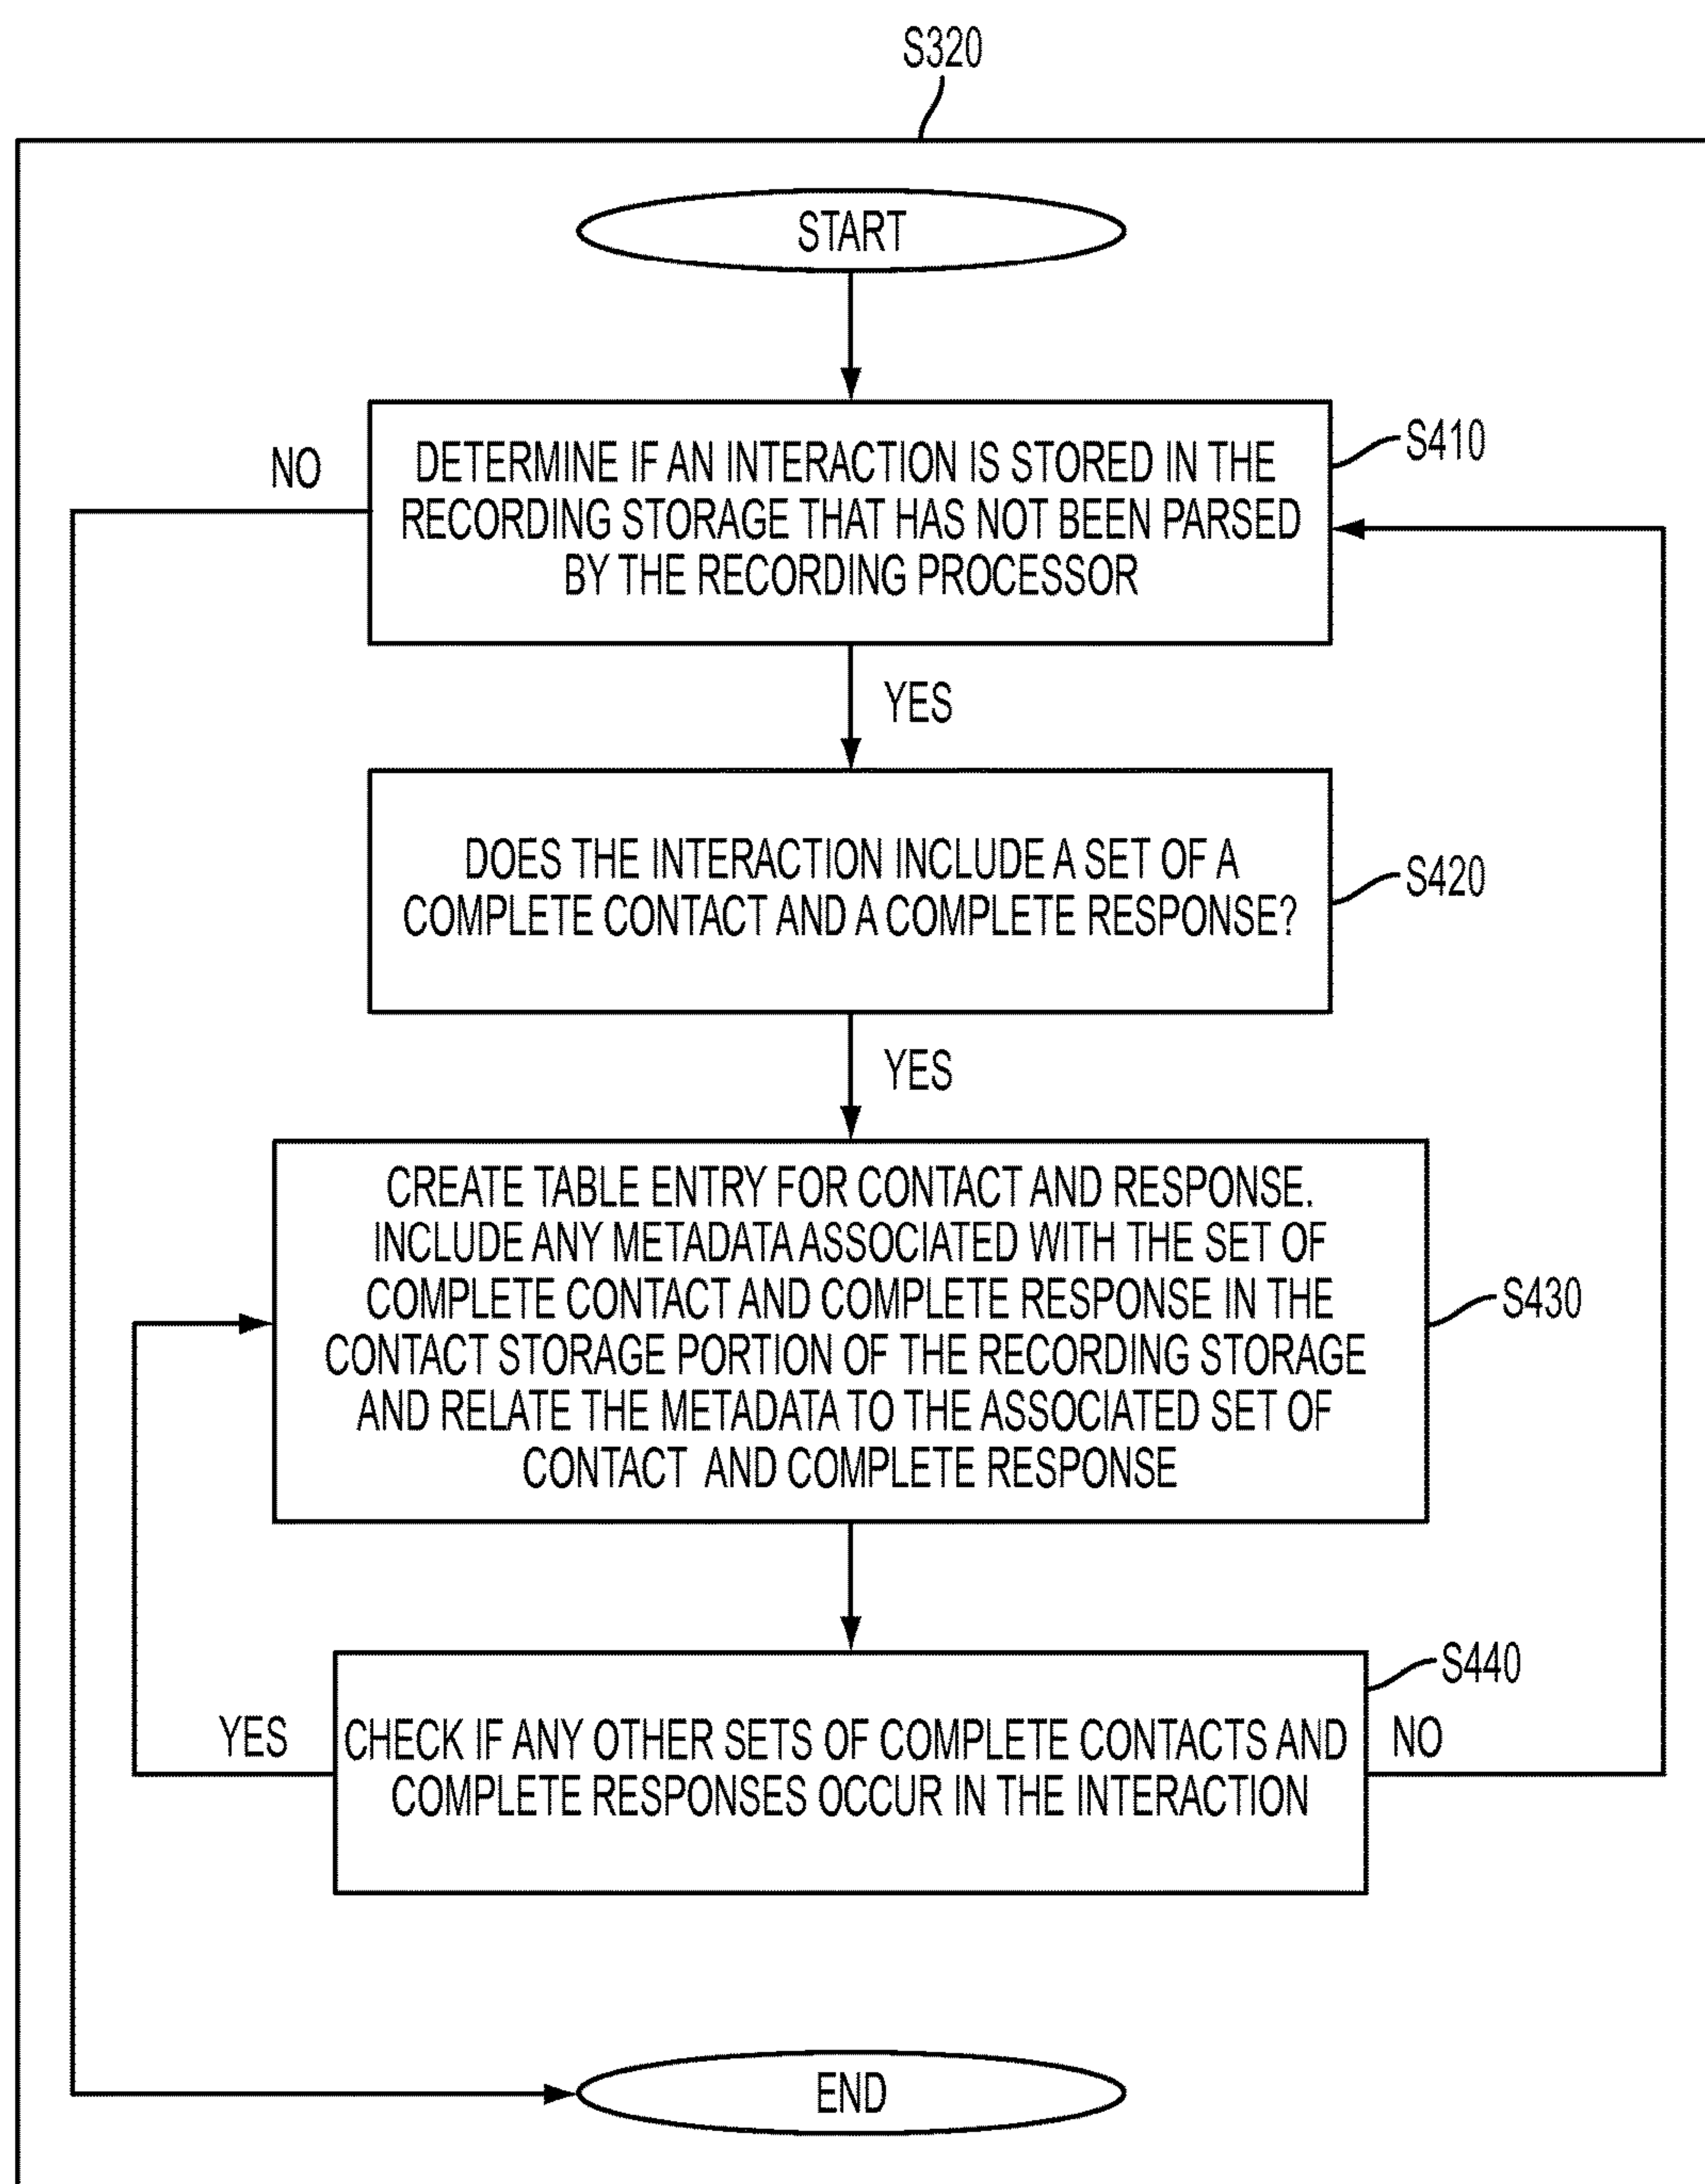 S320
START
NO
DETERMINE IF AN INTERACTION IS STORED IN THE
RECORDING STORAGE THAT HAS NOT BEEN PARSED
BY THE RECORDING PROCESSOR
S410
YES
DOES THE INTERACTION INCLUDE A SET OF A
COMPLETE CONTACT AND A COMPLETE RESPONSE?
S420
YES
CREATE TABLE ENTRY FOR CONTACT AND RESPONSE.
INCLUDE ANY METADATA ASSOCIATED WITH THE SET OF
COMPLETE CONTACT AND COMPLETE RESPONSE IN THE
CONTACT STORAGE PORTION OF THE RECORDING STORAGE
AND RELATE THE METADATA TO THE ASSOCIATED SET OF
CONTACT AND COMPLETE RESPONSE
S430
S440
YES
CHECK IF ANY OTHER SETS OF COMPLETE CONTACTS AND
COMPLETE RESPONSES OCCUR IN THE INTERACTION
NO
END